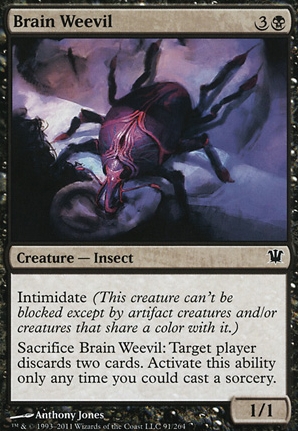 Brain Weevil 3
Creature — Insect
Intimidate (This creature can't be
blocked except by artifact creatures and/or
creatures that share a color with it.)
Sacrifice Brain Weevil: Target player
discards two cards. Activate this ability
only any time you could cast a sorcery.
Anthony Jones
™ & © 1993–2011 Wizards of the Coast LLC 91/264
1/1